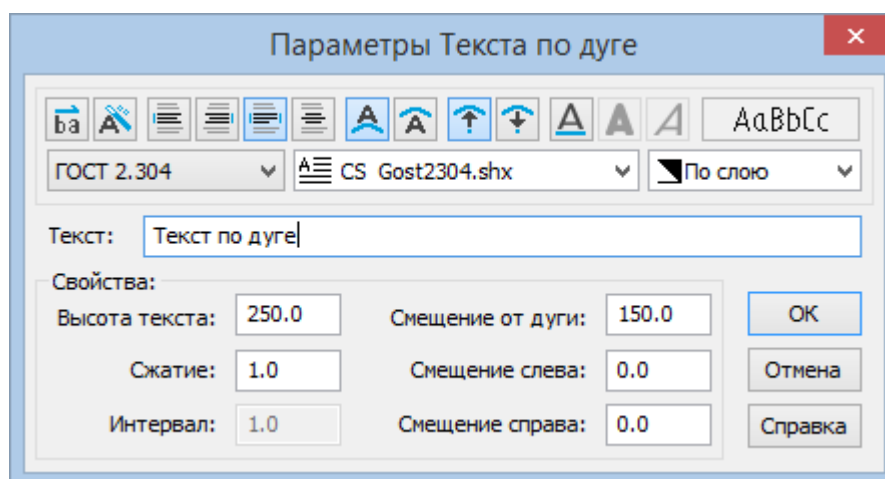 Параметры Текста по дуге ×
ba A A A A A A AaBbCc
ГОСТ 2.304 A CS Gost2304.shx По слою
Текст: Текст по дуге
Свойства:
Высота текста: 250.0 Смещение от дуги: 150.0 ОК
Сжатие: 1.0 Смещение слева: 0.0 Отмена
Интервал: 1.0 Смещение справа: 0.0 Справка